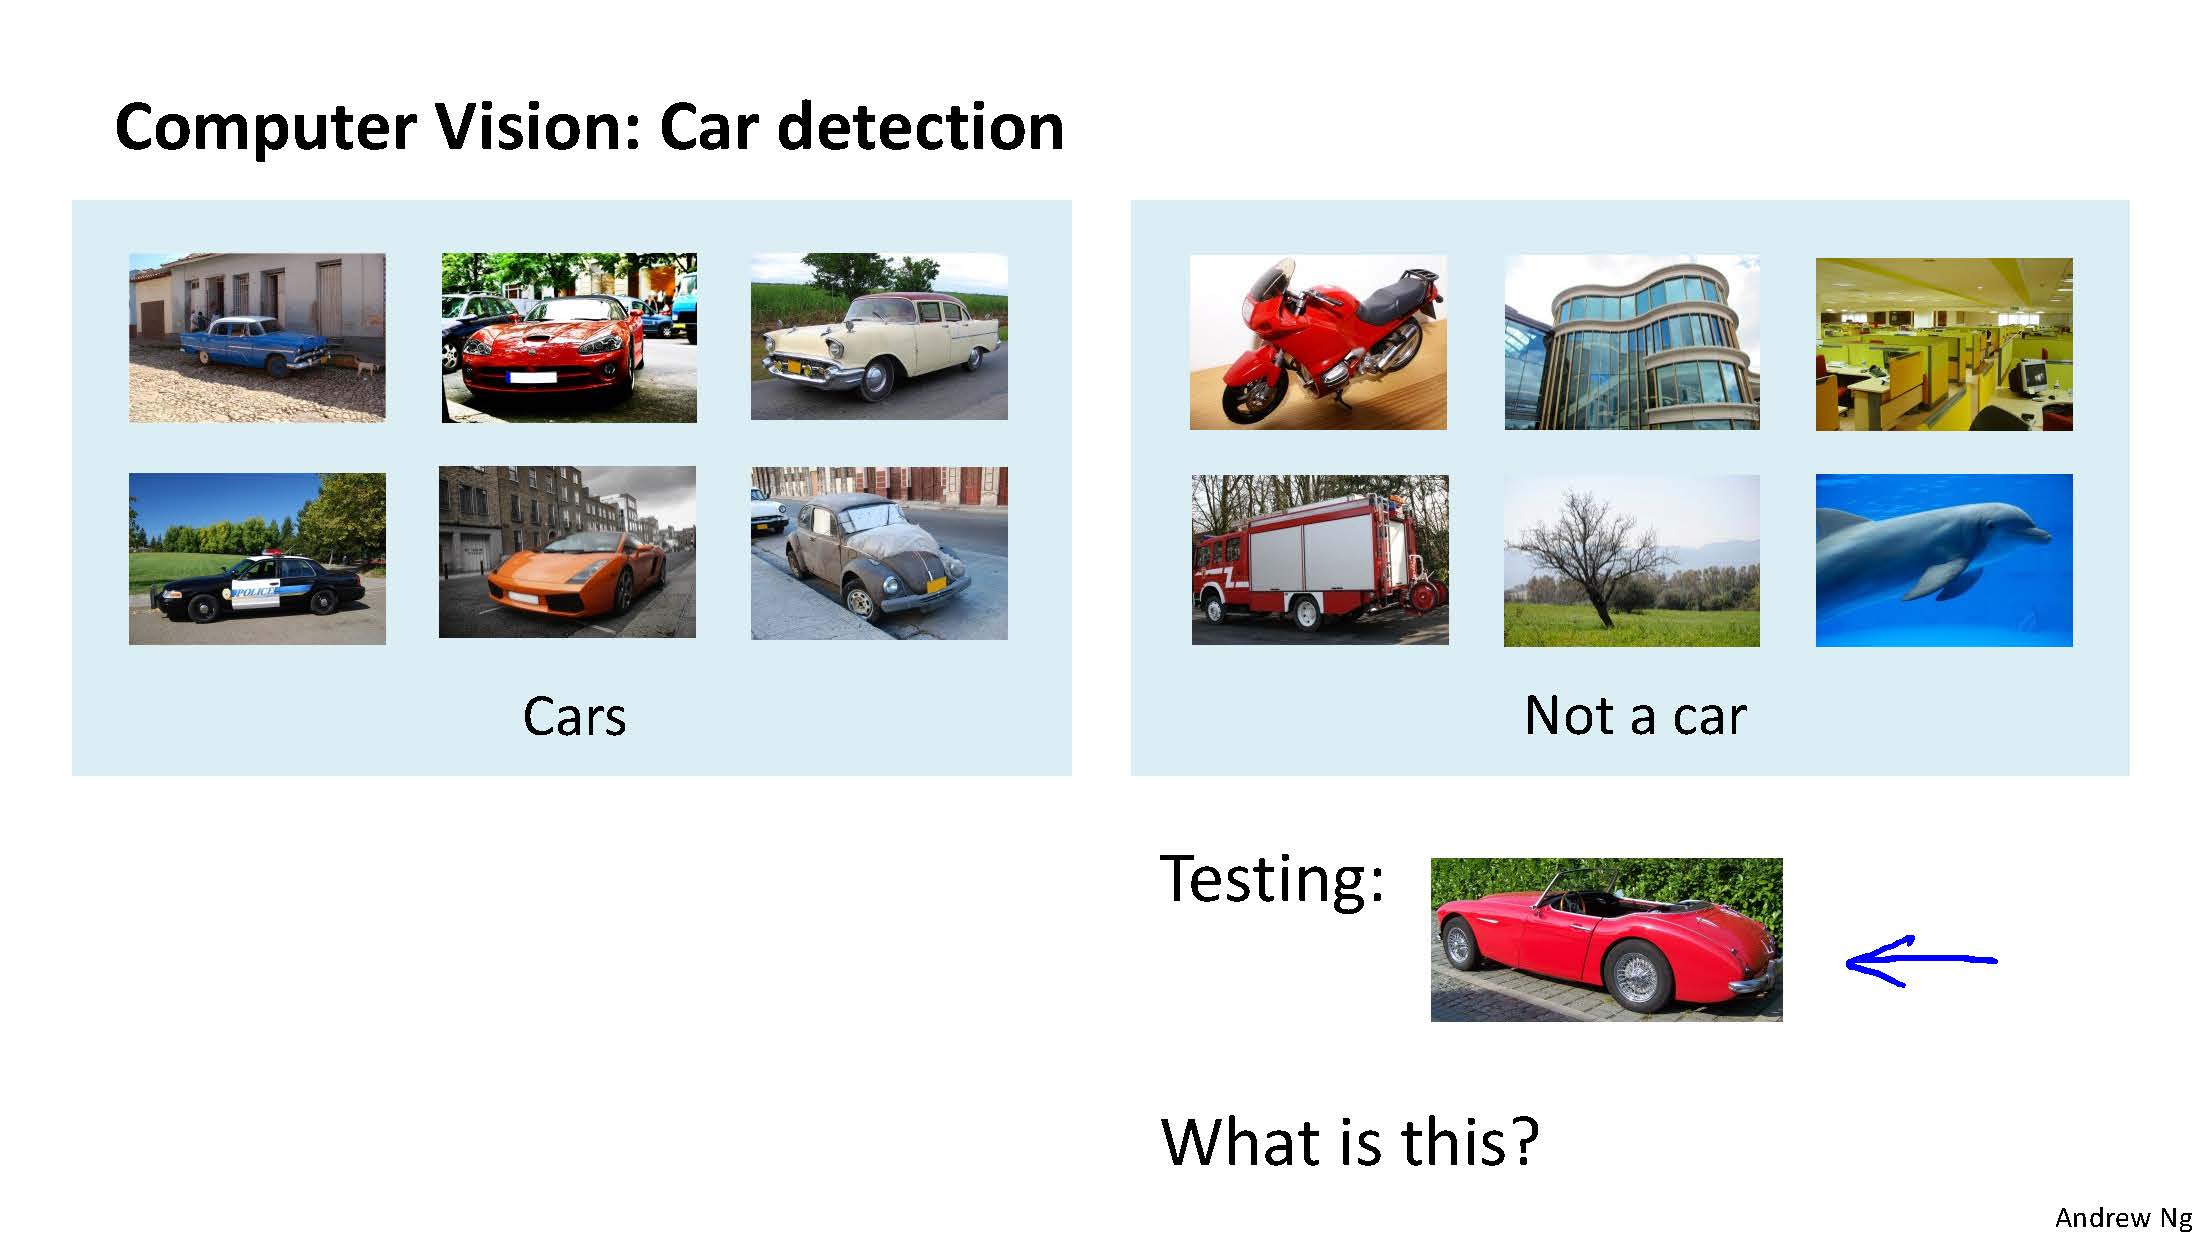 Computer Vision: Car detection
POLICE
Cars
Not a car
Testing:
What is this?
Andrew Ng